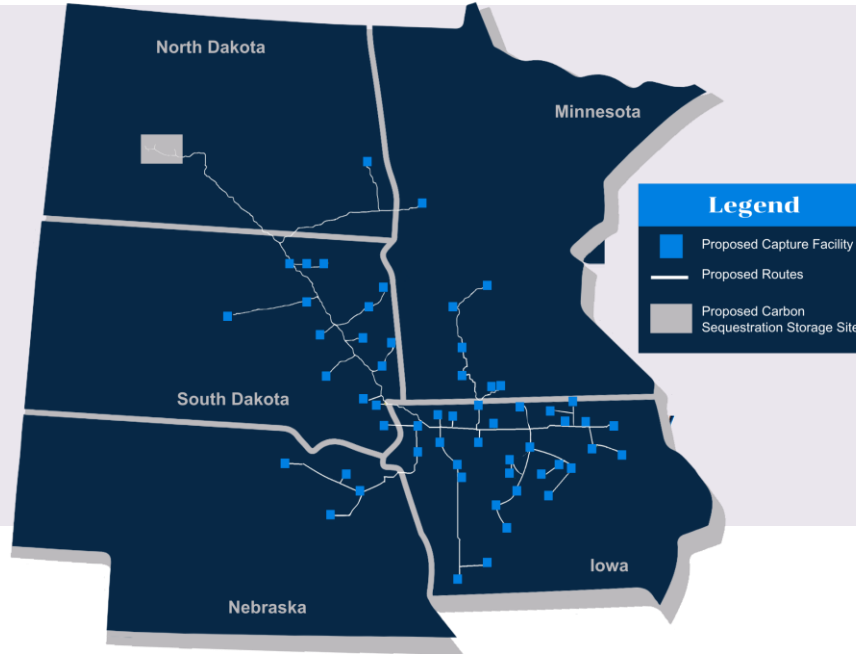 North Dakota
Minnesota
Legend
Proposed Capture Facility
Proposed Routes
Proposed Carbon
Sequestration Storage Site
South Dakota
Iowa
Nebraska